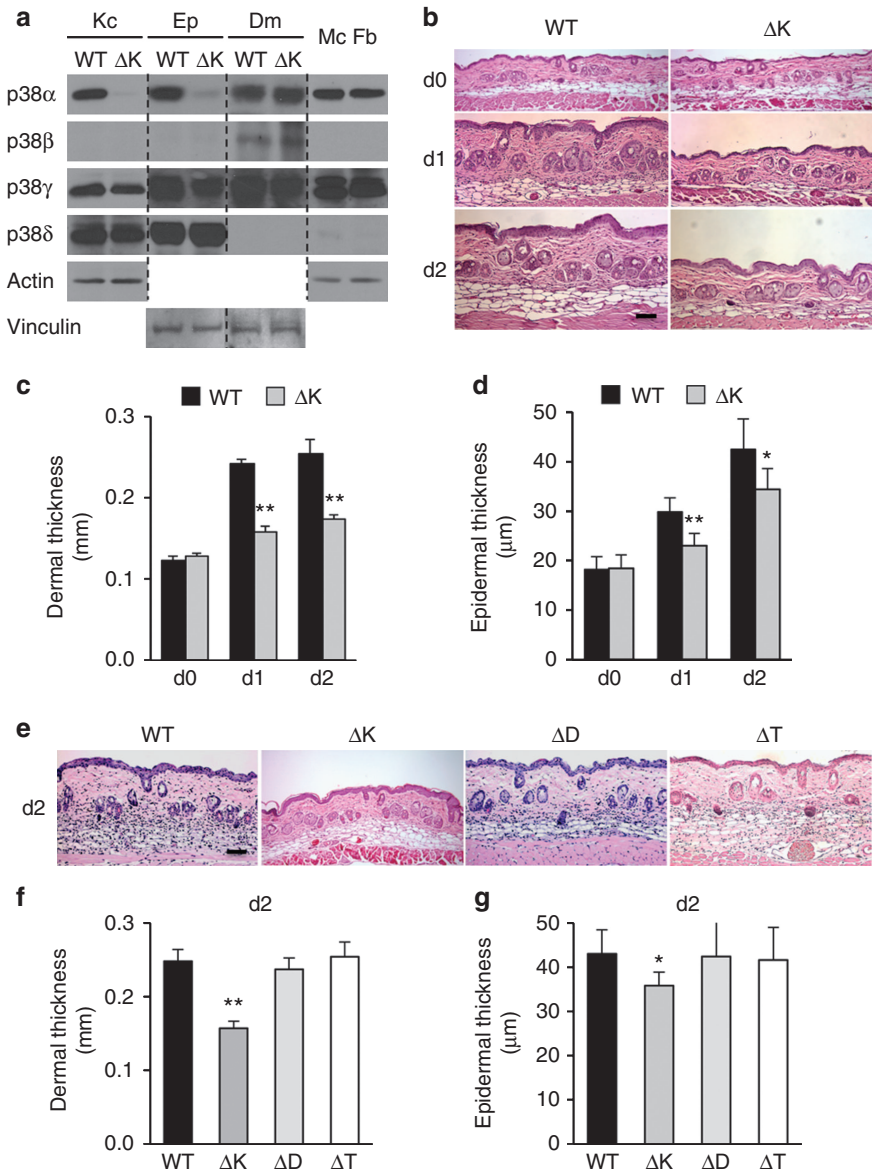 a
Kc Ep Dm
WT ΔK WT ΔK WT ΔK Mc Fb
p38α
p38β
p38γ
p38δ
Actin
Vinculin
b
WT ΔK
d0
d1
d2
c
WT ΔK
Dermal thickness
(mm)
0.3
0.2
0.1
0.0
** **
d0 d1 d2
d
WT ΔK
Epidermal thickness
(μm)
50
40
30
20
10
0
** *
d0 d1 d2
e
WT ΔK ΔD ΔT
d2
f
d2
Dermal thickness
(mm)
0.3
0.2
0.1
0.0
**
WT ΔK ΔD ΔT
g
d2
Epidermal thickness
(μm)
50
40
30
20
10
0
*
WT ΔK ΔD ΔT